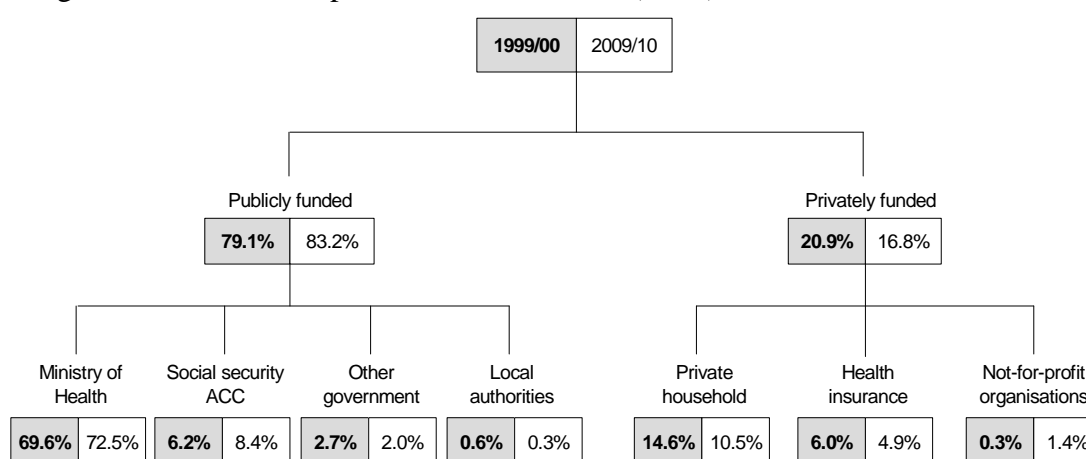 1999/00 2009/10
Publicly funded Privately funded
79.1% 83.2% 20.9% 16.8%
Ministry of Health
Social security ACC
Other government
Local authorities
Private household
Health insurance
Not-for-profit organisations
69.6% 72.5% 6.2% 8.4% 2.7% 2.0% 0.6% 0.3% 14.6% 10.5% 6.0% 4.9% 0.3% 1.4%